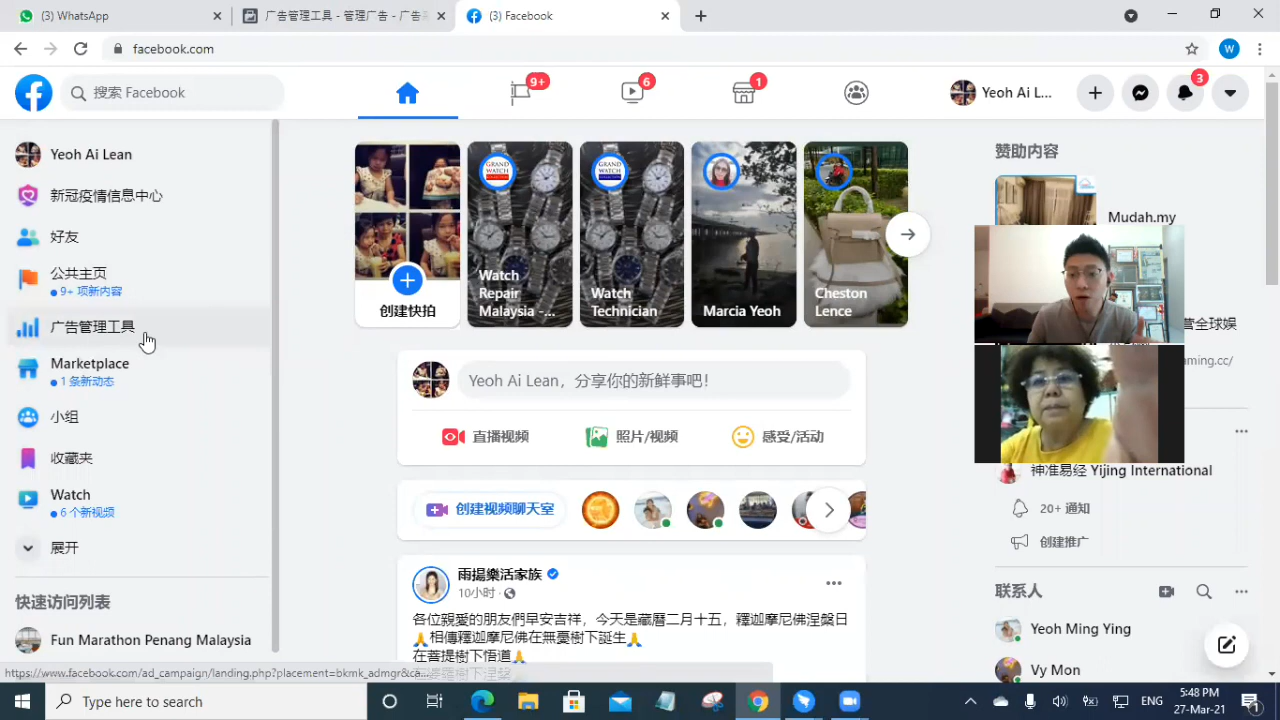 (3) WhatsApp
广告管理工具 - 管理广告 - 广告
(3) Facebook
facebook.com
W
搜索 Facebook
9+
6
1
Yeoh Ai L...
3
Yeoh Ai Lean
新冠疫情信息中心
好友
公共主页
9+ 项新内容
广告管理工具
Marketplace
1 条新动态
小组
收藏夹
Watch
6 个新视频
展开
快速访问列表
Fun Marathon Penang Malaysia
创建快拍
GRAND WATCH
Watch Repair Malaysia -...
GRAND WATCH
Watch Technician
Marcia Yeoh
Cheston Lence
Yeoh Ai Lean，分享你的新鲜事吧！
直播视频
照片/视频
感受/活动
创建视频聊天室
雨揚樂活家族
10小时
各位親愛的朋友們早安吉祥，今天是藏曆二月十五，釋迦摩尼佛涅盤日
🙏相傳釋迦摩尼佛在無憂樹下誕生🙏
在菩提樹下悟道🙏
赞助内容
Mudah.my
营全球娱
ming.cc/
神准易经 Yijing International
20+ 通知
创建推广
联系人
Yeoh Ming Ying
Vy Mon
https://www.facebook.com/ad_campaign/landing.php?placement=bkmk_admgr&ca...
Type here to search
ENG
5:48 PM
27-Mar-21
1